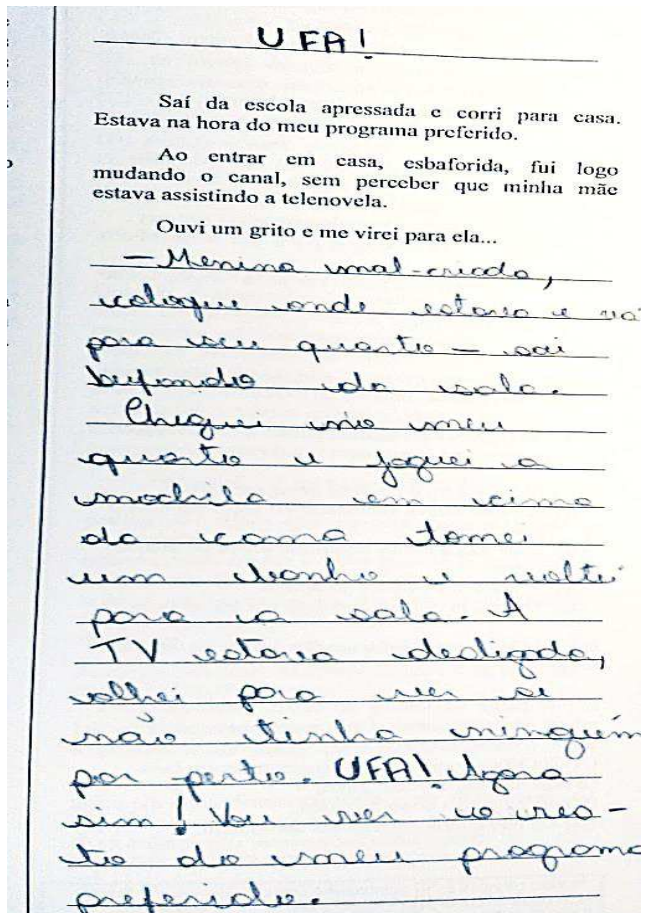 UFA!
Saí da escola apressada e corri para casa.
Estava na hora do meu programa preferido.
Ao entrar em casa, esbaforida, fui logo
mudando o canal, sem perceber que minha mãe
estava assistindo a telenovela.
Ouvi um grito e me virei para ela...
— Menina mal-criada,
coloque onde estava e vá
para seu quarto — sai
bufando da sala.
Cheguei no meu
quarto e joguei a
mochila em cima
da cama tomei
um banho e voltei
para a sala. A
TV estava desligada,
olhei para ver se
não tinha ninguém
por perto. UFA! Agora
sim! Vou ver o res-
to do meu programa
preferido.